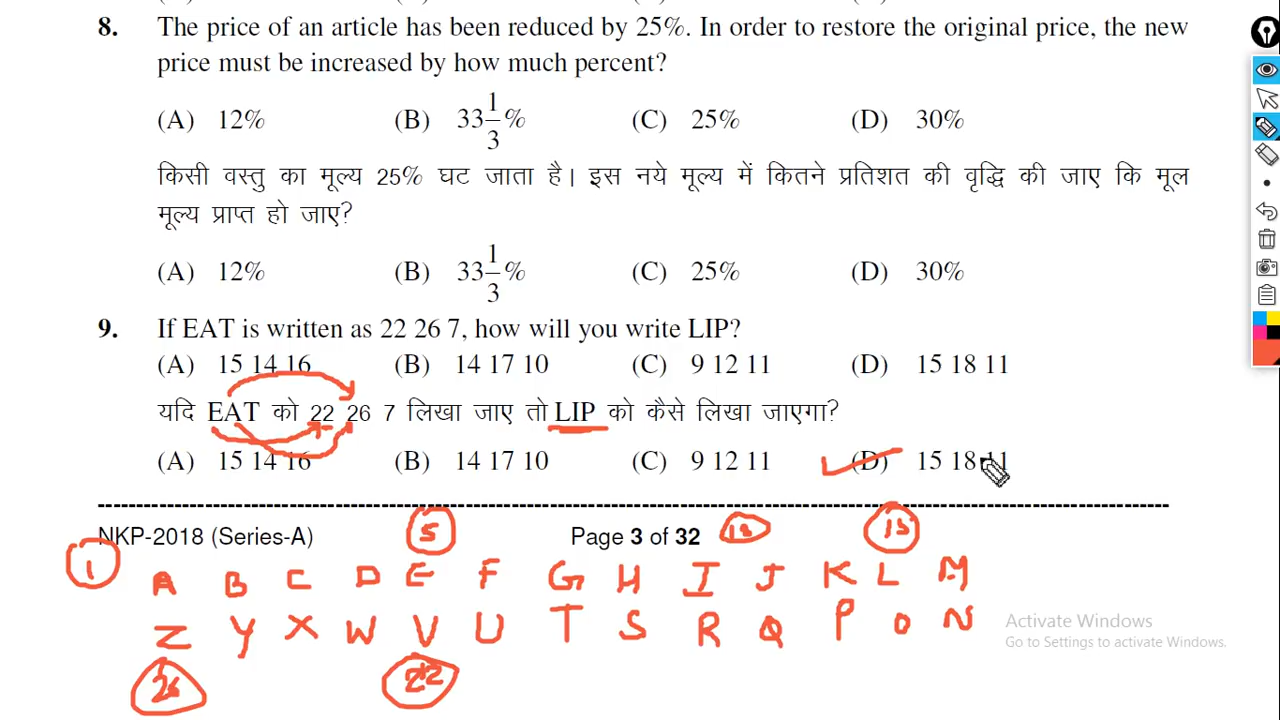 8. The price of an article has been reduced by 25%. In order to restore the original price, the new
price must be increased by how much percent?
(A) 12% (B) 33 1/3 % (C) 25% (D) 30%
किसी वस्तु का मूल्य 25% घट जाता है। इस नये मूल्य में कितने प्रतिशत की वृद्धि की जाए कि मूल
मूल्य प्राप्त हो जाए?
(A) 12% (B) 33 1/3 % (C) 25% (D) 30%
9. If EAT is written as 22 26 7, how will you write LIP?
(A) 15 14 16 (B) 14 17 10 (C) 9 12 11 (D) 15 18 11
यदि EAT को 22 26 7 लिखा जाए तो LIP को कैसे लिखा जाएगा?
(A) 15 14 16 (B) 14 17 10 (C) 9 12 11 (D) 15 18 11
NKP-2018 (Series-A) Page 3 of 32
1 5 18 15
A B C D E F G H I J K L M
Z Y X W V U T S R Q P O N
26 22
Activate Windows
Go to Settings to activate Windows.